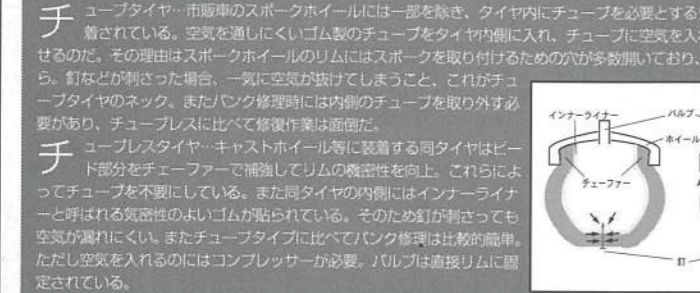 チューブタイヤ…市販車のスポークホイールには一部を除き、タイヤ内にチューブを必要とする
着されている。空気を通しにくいゴム製のチューブをタイヤ内側に入れ、チューブに空気を入
せるのだ。その理由はスポークホイールのリムにはスポークを取り付けるための穴が多数開いており、
ら。釘などが刺さった場合、一気に空気が抜けてしまうこと、これがチュ
ーブタイヤのネック。またパンク修理時には内側のチューブを取り外す必
要があり、チューブレスに比べて修復作業は面倒だ。
チューブレスタイヤ…キャストホイール等に装着する同タイヤはビー
ド部分をチェーファーで補強してリムの機密性を向上。これらによ
ってチューブを不要にしている。また同タイヤの内側にはインナーライナ
ーと呼ばれる気密性のよいゴムが貼られている。そのため釘が刺さっても
空気が漏れにくい。またチューブタイプに比べてパンク修理は比較的簡単。
ただし空気を入れるのにはコンプレッサーが必要。バルブは直接リムに固
定されている。
インナーライナー
バルブ
ホイール
チェーファー
釘